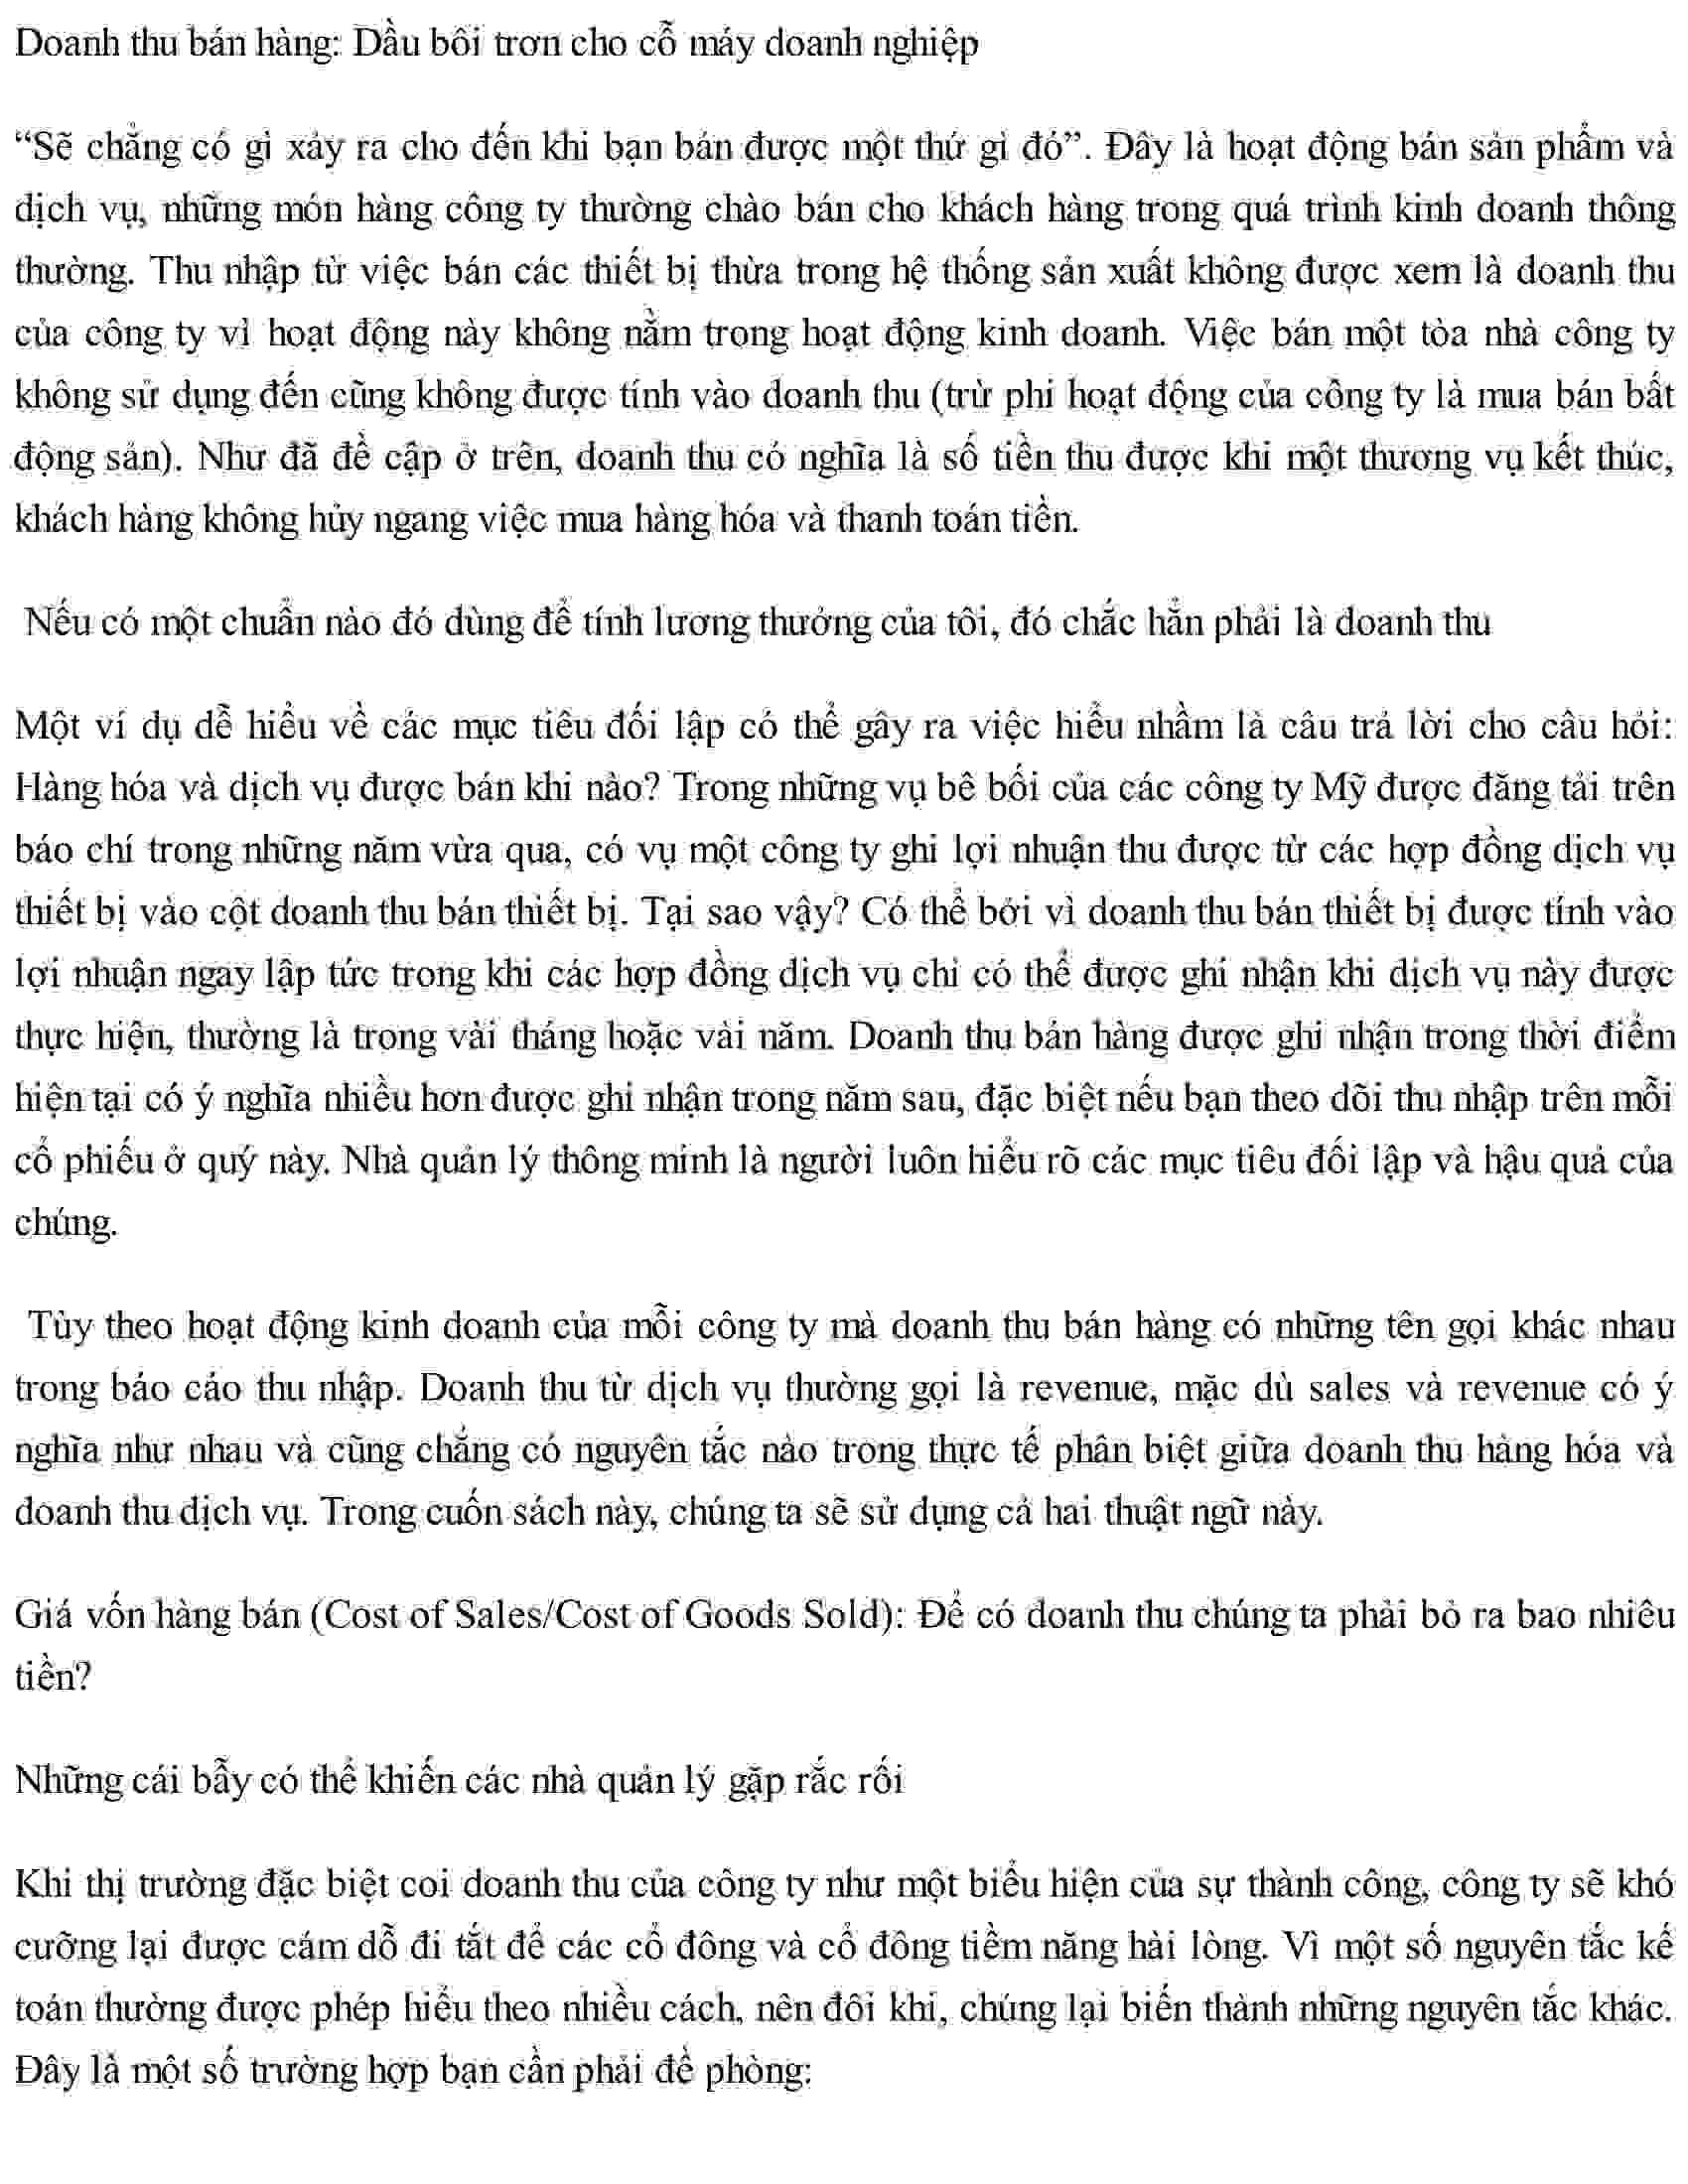 Doanh thu bán hàng: Dầu bôi trơn cho cỗ máy doanh nghiệp
“Sẽ chẳng có gì xảy ra cho đến khi bạn bán được một thứ gì đó”. Đây là hoạt động bán sản phẩm và
dịch vụ, những món hàng công ty thường chào bán cho khách hàng trong quá trình kinh doanh thông
thường. Thu nhập từ việc bán các thiết bị thừa trong hệ thống sản xuất không được xem là doanh thu
của công ty vì hoạt động này không nằm trong hoạt động kinh doanh. Việc bán một tòa nhà công ty
không sử dụng đến cũng không được tính vào doanh thu (trừ phi hoạt động của công ty là mua bán bất
động sản). Như đã đề cập ở trên, doanh thu có nghĩa là số tiền thu được khi một thương vụ kết thúc,
khách hàng không hủy ngang việc mua hàng hóa và thanh toán tiền.
Nếu có một chuẩn nào đó dùng để tính lương thưởng của tôi, đó chắc hẳn phải là doanh thu
Một ví dụ dễ hiểu về các mục tiêu đối lập có thể gây ra việc hiểu nhầm là câu trả lời cho câu hỏi:
Hàng hóa và dịch vụ được bán khi nào? Trong những vụ bê bối của các công ty Mỹ được đăng tải trên
báo chí trong những năm vừa qua, có vụ một công ty ghi lợi nhuận thu được từ các hợp đồng dịch vụ
thiết bị vào cột doanh thu bán thiết bị. Tại sao vậy? Có thể bởi vì doanh thu bán thiết bị được tính vào
lợi nhuận ngay lập tức trong khi các hợp đồng dịch vụ chỉ có thể được ghi nhận khi dịch vụ này được
thực hiện, thường là trong vài tháng hoặc vài năm. Doanh thu bán hàng được ghi nhận trong thời điểm
hiện tại có ý nghĩa nhiều hơn được ghi nhận trong năm sau, đặc biệt nếu bạn theo dõi thu nhập trên mỗi
cổ phiếu ở quý này. Nhà quản lý thông minh là người luôn hiểu rõ các mục tiêu đối lập và hậu quả của
chúng.
Tùy theo hoạt động kinh doanh của mỗi công ty mà doanh thu bán hàng có những tên gọi khác nhau
trong báo cáo thu nhập. Doanh thu từ dịch vụ thường gọi là revenue, mặc dù sales và revenue có ý
nghĩa như nhau và cũng chẳng có nguyên tắc nào trong thực tế phân biệt giữa doanh thu hàng hóa và
doanh thu dịch vụ. Trong cuốn sách này, chúng ta sẽ sử dụng cả hai thuật ngữ này.
Giá vốn hàng bán (Cost of Sales/Cost of Goods Sold): Để có doanh thu chúng ta phải bỏ ra bao nhiêu
tiền?
Những cái bẫy có thể khiến các nhà quản lý gặp rắc rối
Khi thị trường đặc biệt coi doanh thu của công ty như một biểu hiện của sự thành công, công ty sẽ khó
cưỡng lại được cám dỗ đi tắt để các cổ đông và cổ đông tiềm năng hài lòng. Vì một số nguyên tắc kế
toán thường được phép hiểu theo nhiều cách, nên đôi khi, chúng lại biến thành những nguyên tắc khác.
Đây là một số trường hợp bạn cần phải đề phòng: